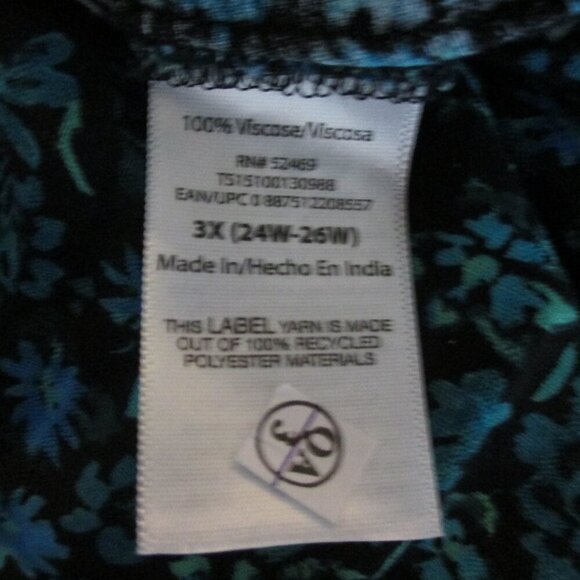 100% Viscose/Viscosa
RN# 52469
TS15100130988
EAN/UPC 0 887512208557
3X (24W-26W)
Made In/Hecho En India
THIS LABEL YARN IS MADE
OUT OF 100% RECYCLED
POLYESTER MATERIALS